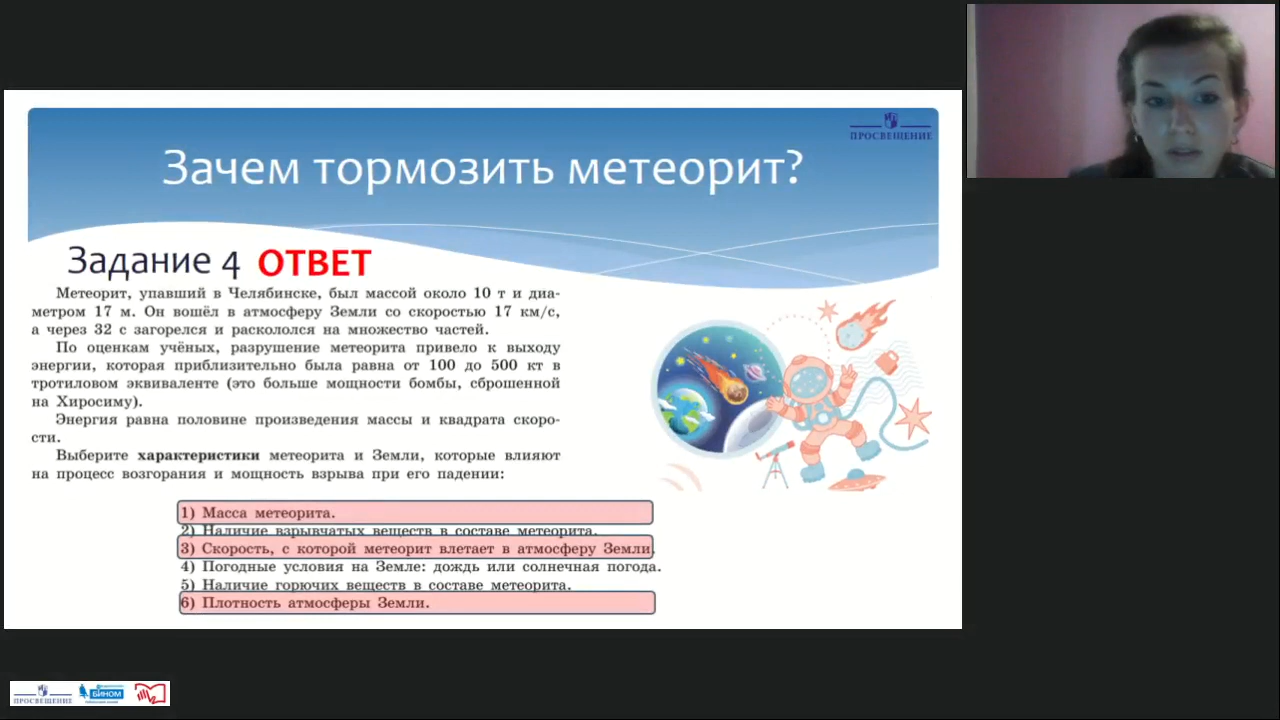 ПРОСВЕЩЕНИЕ
Зачем тормозить метеорит?
Задание 4 ОТВЕТ
Метеорит, упавший в Челябинске, был массой около 10 т и диа-
метром 17 м. Он вошёл в атмосферу Земли со скоростью 17 км/с,
а через 32 с загорелся и раскололся на множество частей.
По оценкам учёных, разрушение метеорита привело к выходу
энергии, которая приблизительно была равна от 100 до 500 кт в
тротиловом эквиваленте (это больше мощности бомбы, сброшенной
на Хиросиму).
Энергия равна половине произведения массы и квадрата скоро-
сти.
Выберите характеристики метеорита и Земли, которые влияют
на процесс возгорания и мощность взрыва при его падении:
1) Масса метеорита.
2) Наличие взрывчатых веществ в составе метеорита.
3) Скорость, с которой метеорит влетает в атмосферу Земли.
4) Погодные условия на Земле: дождь или солнечная погода.
5) Наличие горючих веществ в составе метеорита.
6) Плотность атмосферы Земли.
ПРОСВЕЩЕНИЕ
БИНОМ